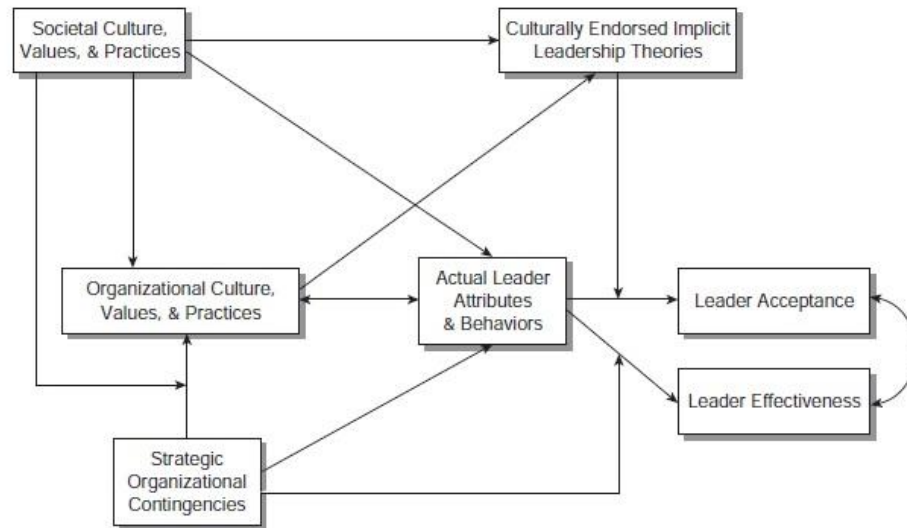 Societal Culture,
Values, & Practices
Culturally Endorsed Implicit
Leadership Theories
Organizational Culture,
Values, & Practices
Actual Leader
Attributes
& Behaviors
Leader Acceptance
Leader Effectiveness
Strategic
Organizational
Contingencies